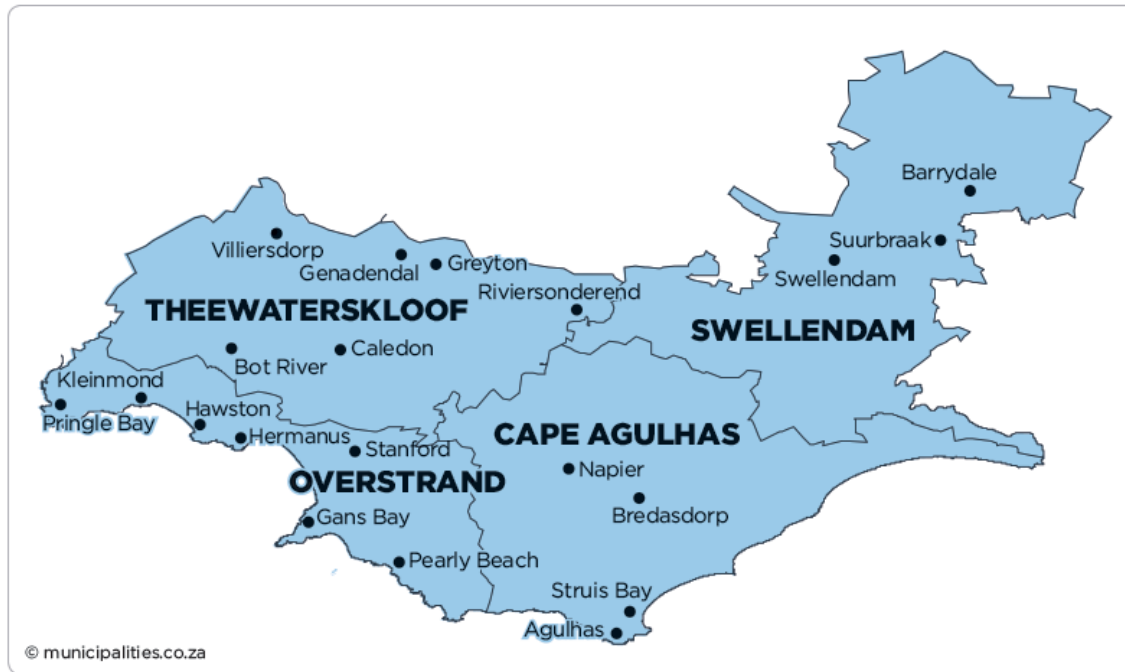 Barrydale
Suurbraak
Swellendam
Villiersdorp
Genadendal
Greyton
Riviersonderend
THEEWATERSKLOOF
SWELLENDAM
Bot River
Caledon
Kleinmond
Pringle Bay
Hawston
Hermanus
Stanford
CAPE AGULHAS
OVERSTRAND
Napier
Bredasdorp
Gans Bay
Pearly Beach
Struis Bay
Agulhas
© municipalities.co.za